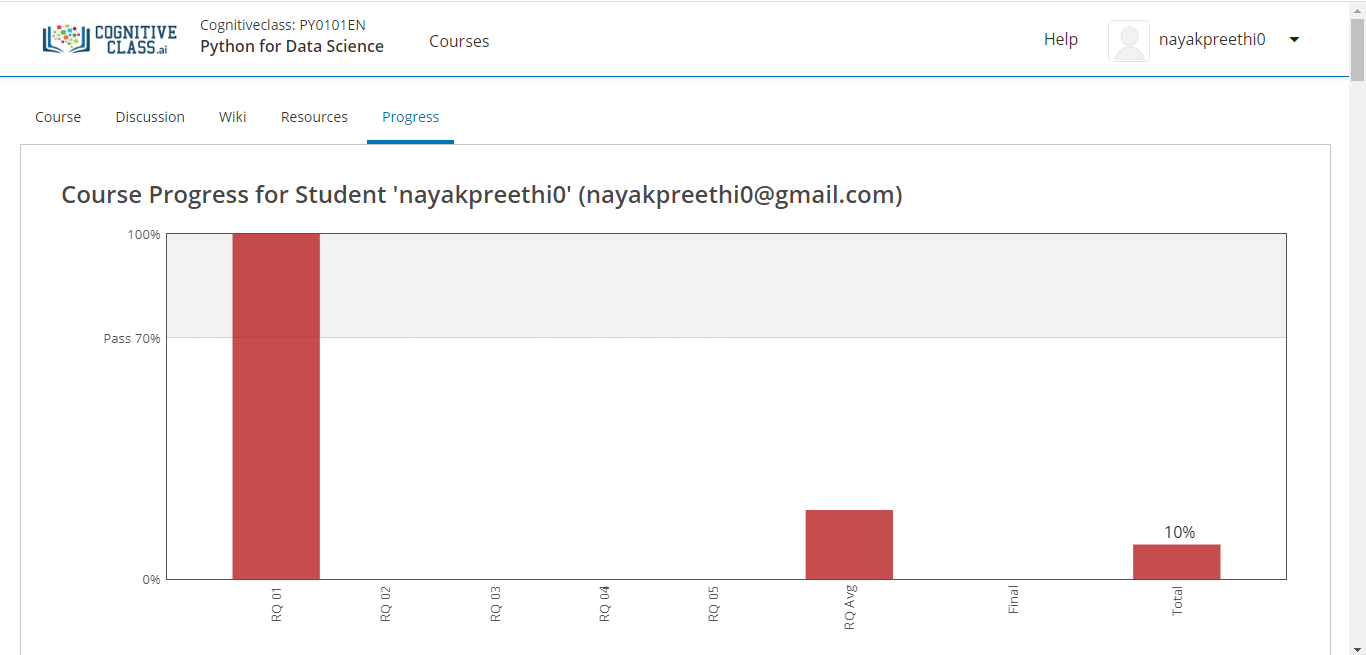 COGNITIVE
CLASS.ai
Cognitiveclass: PY0101EN
Python for Data Science
Courses
Help
nayakpreethi0
Course
Discussion
Wiki
Resources
Progress
Course Progress for Student 'nayakpreethi0' (nayakpreethi0@gmail.com)
100%
Pass 70%
0%
10%
RQ 01
RQ 02
RQ 03
RQ 04
RQ 05
RQ Avg
Final
Total